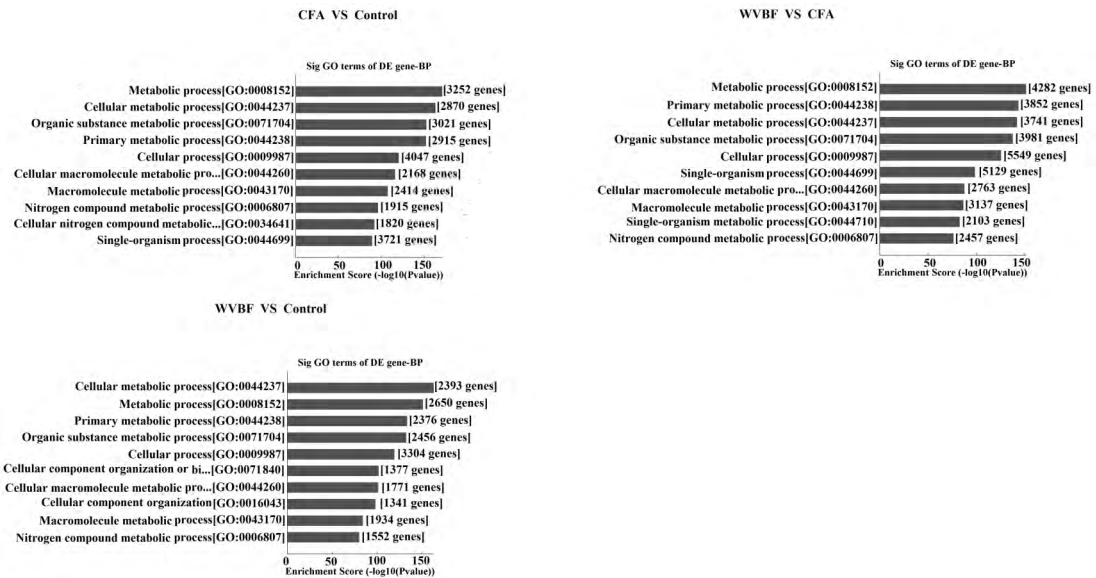 CFA VS Control
Sig GO terms of DE gene-BP
Metabolic process[GO:0008152] [3252 genes]
Cellular metabolic process[GO:0044237] [2870 genes]
Organic substance metabolic process[GO:0071704] [3021 genes]
Primary metabolic process[GO:0044238] [2915 genes]
Cellular process[GO:0009987] [4047 genes]
Cellular macromolecule metabolic pro...[GO:0044260] [2168 genes]
Macromolecule metabolic process[GO:0043170] [2414 genes]
Nitrogen compound metabolic process[GO:0006807] [1915 genes]
Cellular nitrogen compound metabolic...[GO:0034641] [1820 genes]
Single-organism process[GO:0044699] [3721 genes]
0 50 100 150
Enrichment Score (-log10(Pvalue))
WVBF VS CFA
Sig GO terms of DE gene-BP
Metabolic process[GO:0008152] [4282 genes]
Primary metabolic process[GO:0044238] [3852 genes]
Cellular metabolic process[GO:0044237] [3741 genes]
Organic substance metabolic process[GO:0071704] [3981 genes]
Cellular process[GO:0009987] [5549 genes]
Single-organism process[GO:0044699] [5129 genes]
Cellular macromolecule metabolic pro...[GO:0044260] [2763 genes]
Macromolecule metabolic process[GO:0043170] [3137 genes]
Single-organism metabolic process[GO:0044710] [2103 genes]
Nitrogen compound metabolic process[GO:0006807] [2457 genes]
0 50 100 150
Enrichment Score (-log10(Pvalue))
WVBF VS Control
Sig GO terms of DE gene-BP
Cellular metabolic process[GO:0044237] [2393 genes]
Metabolic process[GO:0008152] [2650 genes]
Primary metabolic process[GO:0044238] [2376 genes]
Organic substance metabolic process[GO:0071704] [2456 genes]
Cellular process[GO:0009987] [3304 genes]
Cellular component organization or bi...[GO:0071840] [1377 genes]
Cellular macromolecule metabolic pro...[GO:0044260] [1771 genes]
Cellular component organization[GO:0016043] [1341 genes]
Macromolecule metabolic process[GO:0043170] [1934 genes]
Nitrogen compound metabolic process[GO:0006807] [1552 genes]
0 50 100 150
Enrichment Score (-log10(Pvalue))